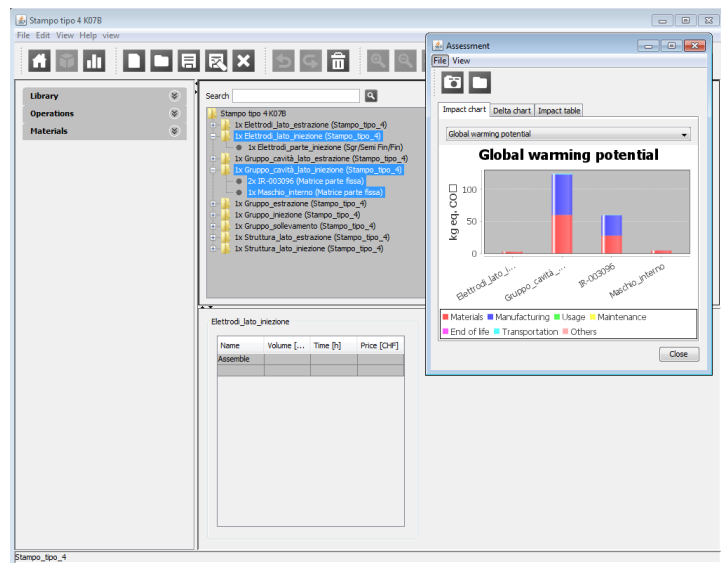 Stampo tipo 4 K07B
File Edit View Help view
Library
Operations
Materials
Search
Stampo tipo 4 K07B
1x Elettrodi_lato_estrazione (Stampo_tipo_4)
1x Elettrodi_lato_iniezione (Stampo_tipo_4)
1x Elettrodi_parte_iniezione (Sgr/Semi Fin/Fin)
1x Gruppo_cavità_lato_estrazione (Stampo_tipo_4)
1x Gruppo_cavità_lato_iniezione (Stampo_tipo_4)
2x IR-003096 (Matrice parte fissa)
1x Maschio_interno (Matrice parte fissa)
1x Gruppo_estrazione (Stampo_tipo_4)
1x Gruppo_iniezione (Stampo_tipo_4)
1x Gruppo_sollevamento (Stampo_tipo_4)
1x Struttura_lato_estrazione (Stampo_tipo_4)
1x Struttura_lato_iniezione (Stampo_tipo_4)
Elettrodi_lato_iniezione
Name Volume [... Time [h] Price [CHF]
Assemble
Stampo_tipo_4
Assessment
File View
Impact chart Delta chart Impact table
Global warming potential
Global warming potential
kg eq. CO□
100
50
0
Elettrodi_lato_i... Gruppo_cavità_... IR-003096 Maschio_interno
Materials Manufacturing Usage Maintenance
End of life Transportation Others
Close